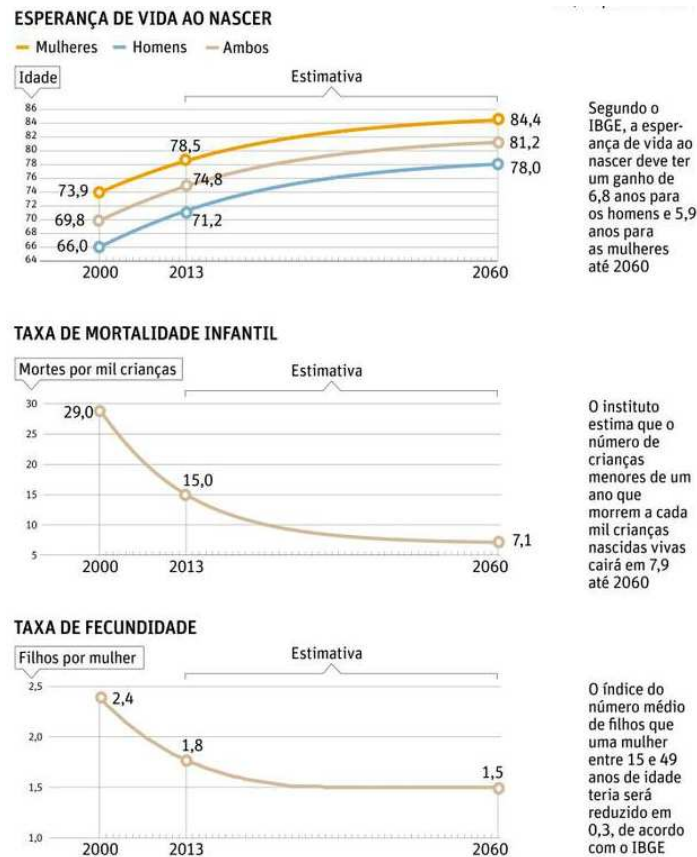 ESPERANÇA DE VIDA AO NASCER
Mulheres Homens Ambos
Idade
Estimativa
86
84
82
80
78
76
74
72
70
68
66
64
73,9
69,8
66,0
78,5
74,8
71,2
84,4
81,2
78,0
2000 2013 2060
Segundo o
IBGE, a esper-
ança de vida ao
nascer deve ter
um ganho de
6,8 anos para
os homens e 5,9
anos para
as mulheres
até 2060
TAXA DE MORTALIDADE INFANTIL
Mortes por mil crianças
Estimativa
30
25
20
15
10
5
29,0
15,0
7,1
2000 2013 2060
O instituto
estima que o
número de
crianças
menores de um
ano que
morrem a cada
mil crianças
nascidas vivas
cairá em 7,9
até 2060
TAXA DE FECUNDIDADE
Filhos por mulher
Estimativa
2,5
2,0
1,5
1,0
2,4
1,8
1,5
2000 2013 2060
O índice do
número médio
de filhos que
uma mulher
entre 15 e 49
anos de idade
teria será
reduzido em
0,3, de acordo
com o IBGE